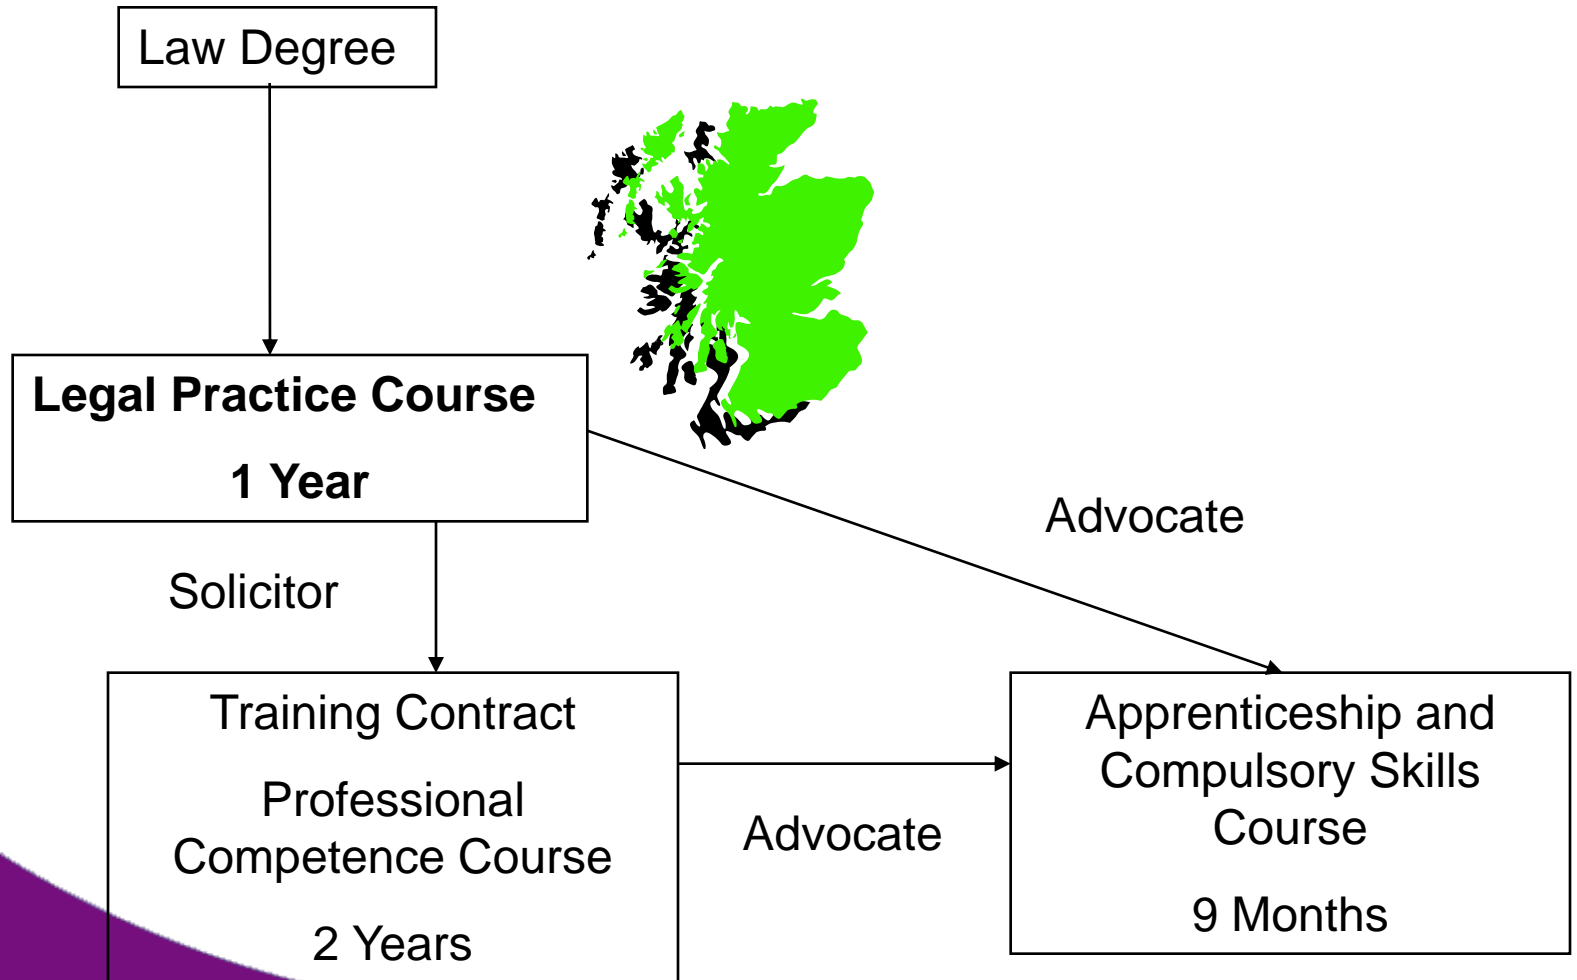 Law Degree
Legal Practice Course
1 Year
Advocate
Solicitor
Training Contract
Professional
Competence Course
2 Years
Advocate
Apprenticeship and
Compulsory Skills
Course
9 Months